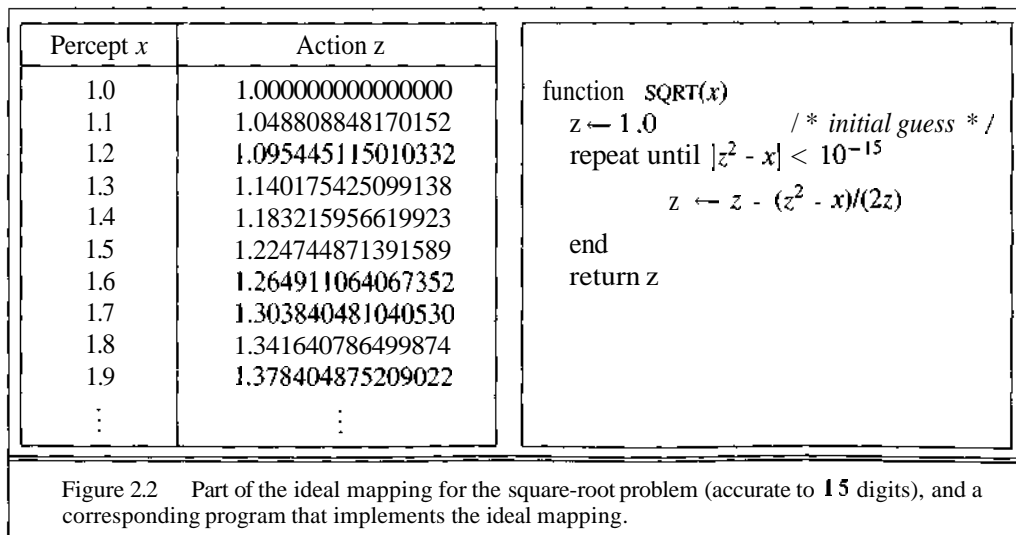 Percept x Action z
1.0 1.000000000000000
1.1 1.048808848170152
1.2 1.095445115010332
1.3 1.140175425099138
1.4 1.183215956619923
1.5 1.224744871391589
1.6 1.264911064067352
1.7 1.303840481040530
1.8 1.341640786499874
1.9 1.378404875209022
⋮ ⋮
function SQRT(x)
z ← 1.0 /* initial guess */
repeat until |z² - x| < 10⁻¹⁵
z ← z - (z² - x)/(2z)
end
return z
Figure 2.2 Part of the ideal mapping for the square-root problem (accurate to 15 digits), and a
corresponding program that implements the ideal mapping.